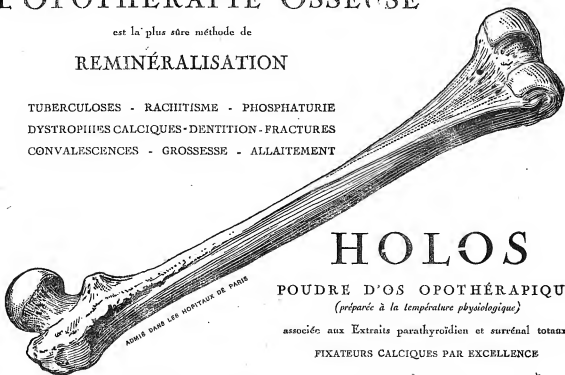 L'OPOTHÉRAPIE OSSEUSE
est la plus sûre méthode de
REMINÉRALISATION
TUBERCULOSES - RACHITISME - PHOSPHATURIE
DYSTROPHIES CALCIQUES - DENTITION - FRACTURES
CONVALESCENCES - GROSSESSE - ALLAITEMENT
ADMIS DANS LES HOPITAUX DE PARIS
HOLOS
POUDRE D'OS OPOTHÉRAPIQU
(préparée à la température physiologique)
associée aux Extraits parathyroïdien et surrénal totaux
FIXATEURS CALCIQUES PAR EXCELLENCE